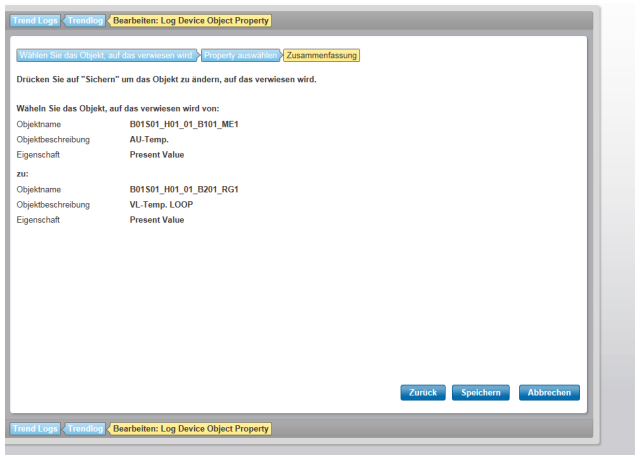 Trend Logs Trendlog Bearbeiten: Log Device Object Property
Wählen Sie das Objekt, auf das verwiesen wird. Property auswählen Zusammenfassung
Drücken Sie auf "Sichern" um das Objekt zu ändern, auf das verwiesen wird.
Wäheln Sie das Objekt, auf das verwiesen wird von:
Objektname B01S01_H01_01_B101_ME1
Objektbeschreibung AU-Temp.
Eigenschaft Present Value
zu:
Objektname B01S01_H01_01_B201_RG1
Objektbeschreibung VL-Temp. LOOP
Eigenschaft Present Value
Zurück Speichern Abbrechen
Trend Logs Trendlog Bearbeiten: Log Device Object Property